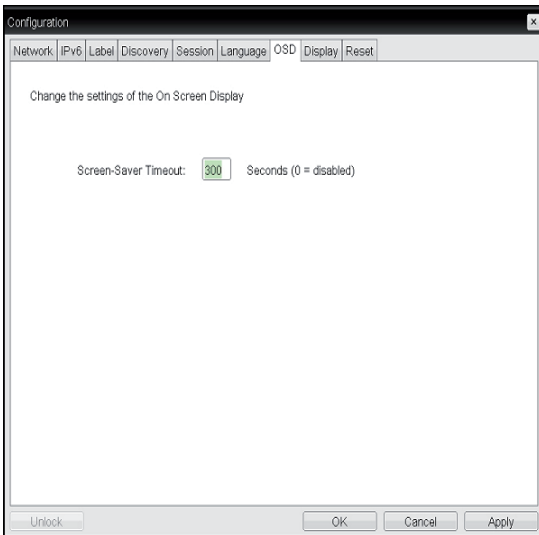 Configuration
Network IPv6 Label Discovery Session Language OSD Display Reset
Change the settings of the On Screen Display
Screen-Saver Timeout: 300 Seconds (0 = disabled)
Unlock OK Cancel Apply